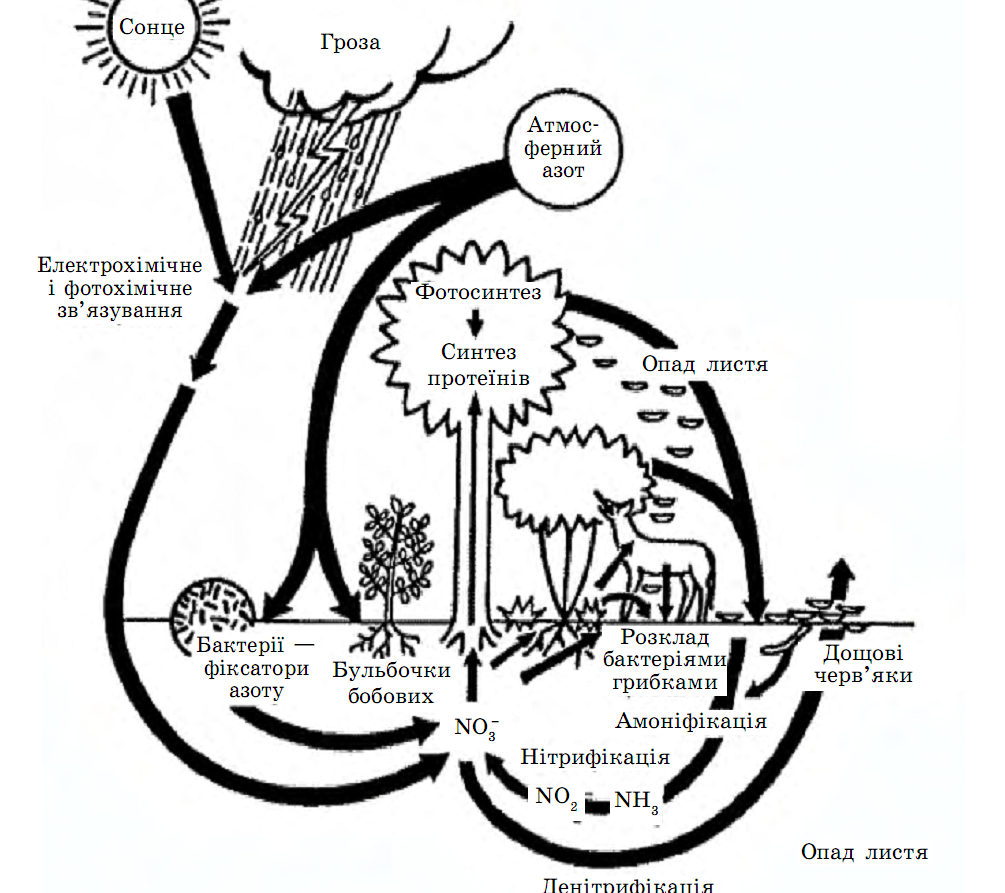 Сонце
Гроза
Атмос-
ферний
азот
Електрохімічне
і фотохімічне
зв’язування
Фотосинтез
Синтез
протеїнів
Опад листя
Бактерії —
фіксатори
азоту
Бульбочки
бобових
Розклад
бактеріями
грибками
Дощові
черв’яки
Амоніфікація
NO₃⁻
Нітрифікація
NO₂
NH₃
Опад листя
Денітрифікація